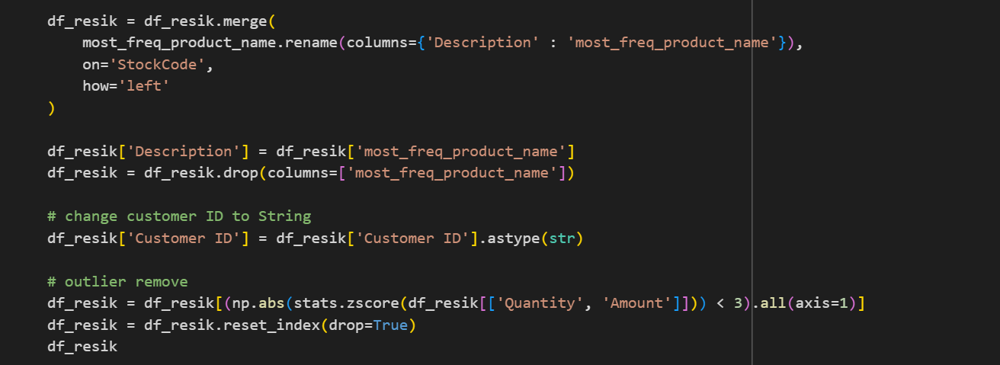 df_resik = df_resik.merge(
    most_freq_product_name.rename(columns={'Description' : 'most_freq_product_name'}),
    on='StockCode',
    how='left'
)
df_resik['Description'] = df_resik['most_freq_product_name']
df_resik = df_resik.drop(columns=['most_freq_product_name'])
# change customer ID to String
df_resik['Customer ID'] = df_resik['Customer ID'].astype(str)
# outlier remove
df_resik = df_resik[(np.abs(stats.zscore(df_resik[['Quantity', 'Amount']])) < 3).all(axis=1)]
df_resik = df_resik.reset_index(drop=True)
df_resik